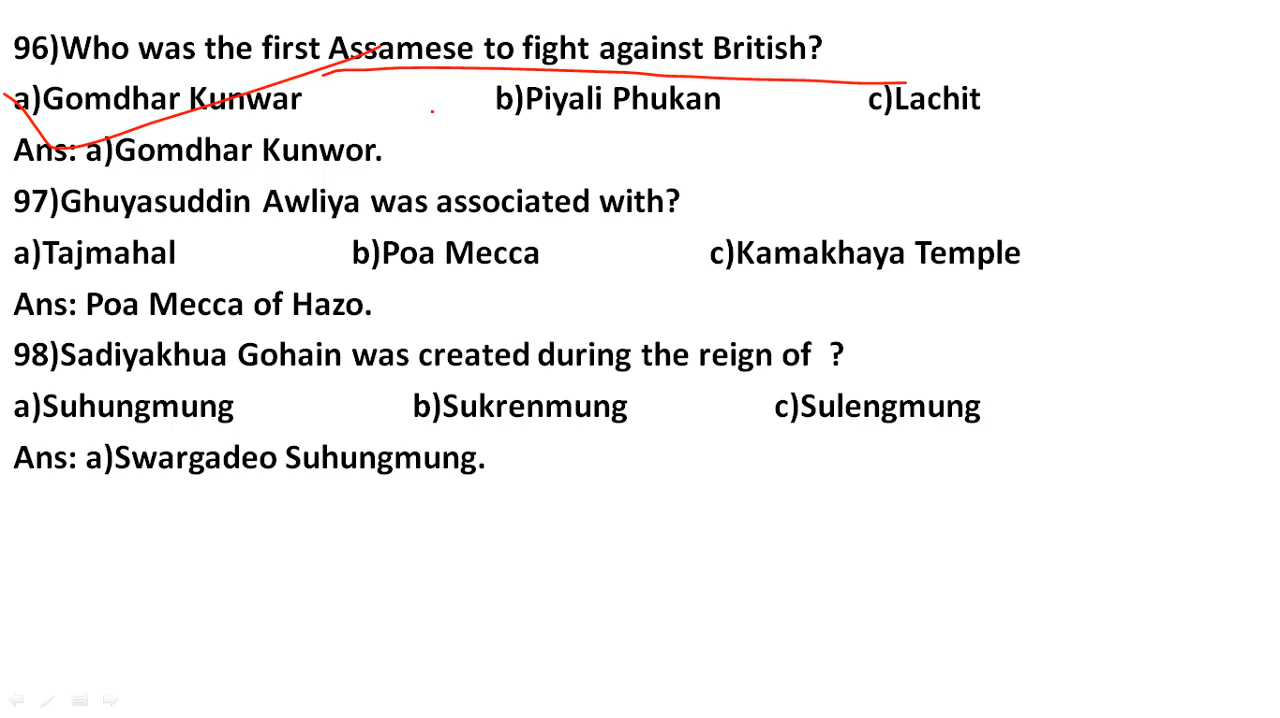 96)Who was the first Assamese to fight against British?
a)Gomdhar Kunwar b)Piyali Phukan c)Lachit
Ans: a)Gomdhar Kunwor.
97)Ghuyasuddin Awliya was associated with?
a)Tajmahal b)Poa Mecca c)Kamakhaya Temple
Ans: Poa Mecca of Hazo.
98)Sadiyakhua Gohain was created during the reign of ?
a)Suhungmung b)Sukrenmung c)Sulengmung
Ans: a)Swargadeo Suhungmung.